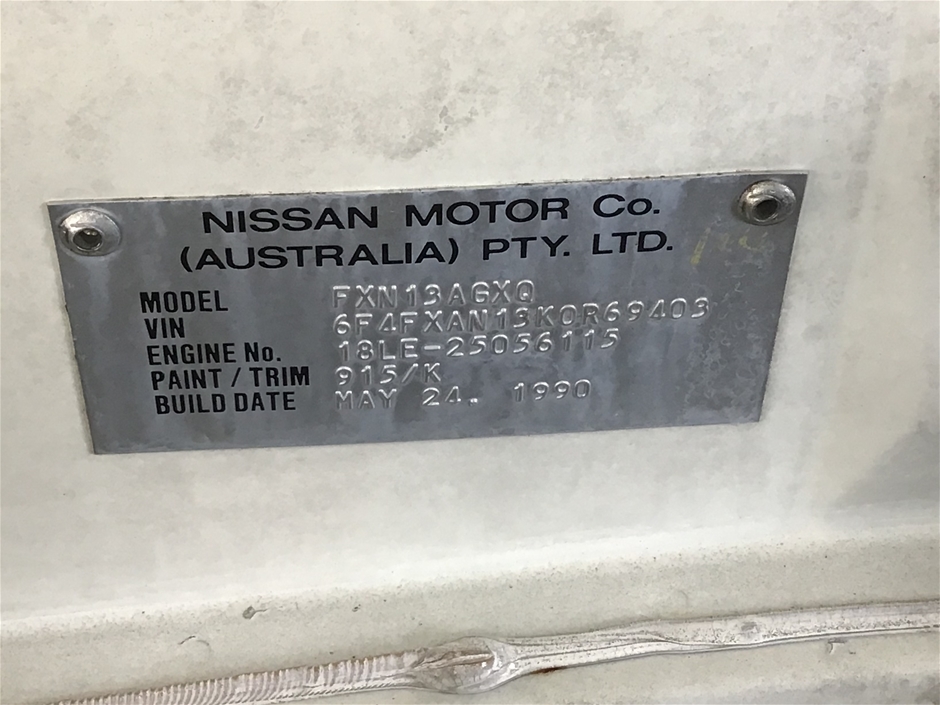 NISSAN MOTOR Co.
(AUSTRALIA) PTY. LTD.
MODEL FXN13AGXQ
VIN 6F4FXAN13K0R69403
ENGINE No. 18LE-25056115
PAINT / TRIM 915/K
BUILD DATE MAY 24. 1990